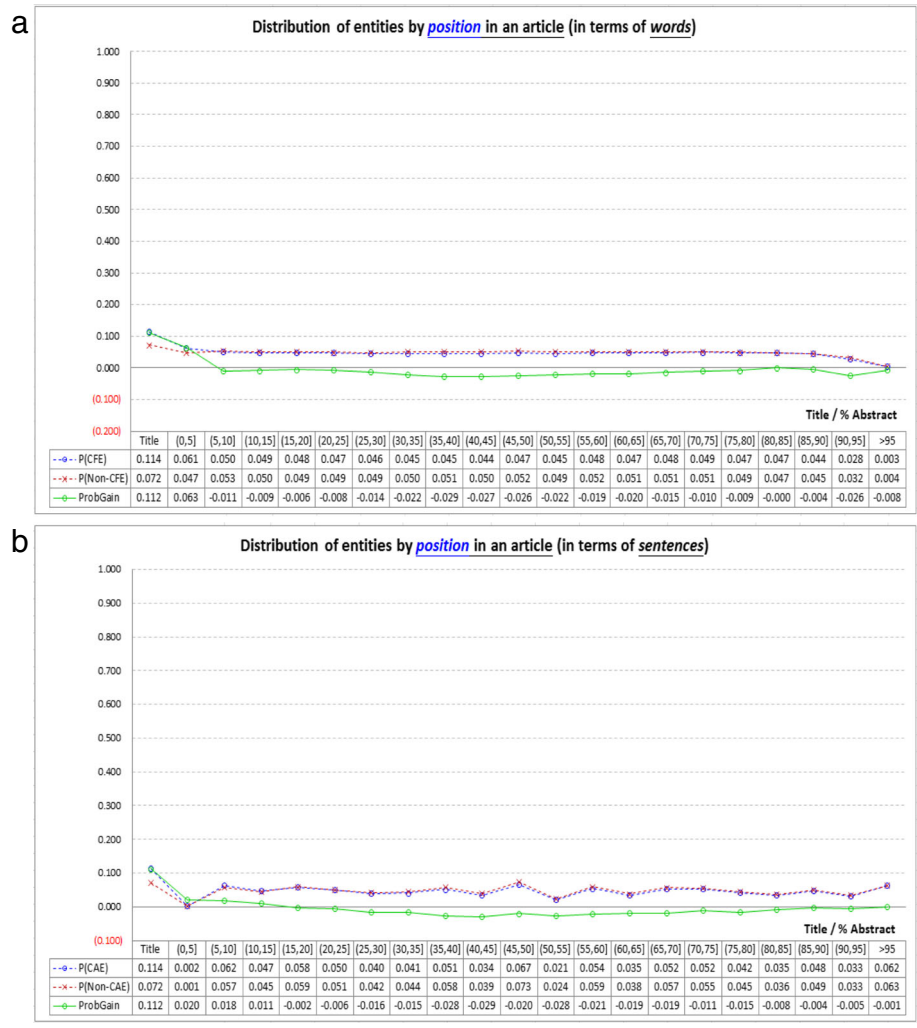 a
Distribution of entities by position in an article (in terms of words)
1.000
0.900
0.800
0.700
0.600
0.500
0.400
0.300
0.200
0.100
0.000
(0.100)
(0.200)
Title / % Abstract
Title (0,5] (5,10] (10,15] (15,20] (20,25] (25,30] (30,35] (35,40] (40,45] (45,50] (50,55] (55,60] (60,65] (65,70] (70,75] (75,80] (80,85] (85,90] (90,95] >95
P(CFE) 0.114 0.061 0.050 0.049 0.048 0.047 0.046 0.045 0.045 0.044 0.047 0.045 0.048 0.047 0.048 0.049 0.047 0.047 0.044 0.028 0.003
P(Non-CFE) 0.072 0.047 0.053 0.050 0.049 0.049 0.049 0.050 0.051 0.050 0.052 0.049 0.052 0.051 0.051 0.051 0.049 0.047 0.045 0.032 0.004
ProbGain 0.112 0.063 -0.011 -0.009 -0.006 -0.008 -0.014 -0.022 -0.029 -0.027 -0.026 -0.022 -0.019 -0.020 -0.015 -0.010 -0.009 -0.000 -0.004 -0.026 -0.008
b
Distribution of entities by position in an article (in terms of sentences)
1.000
0.900
0.800
0.700
0.600
0.500
0.400
0.300
0.200
0.100
0.000
(0.100)
Title / % Abstract
Title (0,5] (5,10] (10,15] (15,20] (20,25] (25,30] (30,35] (35,40] (40,45] (45,50] (50,55] (55,60] (60,65] (65,70] (70,75] (75,80] (80,85] (85,90] (90,95] >95
P(CAE) 0.114 0.002 0.062 0.047 0.058 0.050 0.040 0.041 0.051 0.034 0.067 0.021 0.054 0.035 0.052 0.052 0.042 0.035 0.048 0.033 0.062
P(Non-CAE) 0.072 0.001 0.057 0.045 0.059 0.051 0.042 0.044 0.058 0.039 0.073 0.024 0.059 0.038 0.057 0.055 0.045 0.036 0.049 0.033 0.063
ProbGain 0.112 0.020 0.018 0.011 -0.002 -0.006 -0.016 -0.015 -0.028 -0.029 -0.020 -0.028 -0.021 -0.019 -0.019 -0.011 -0.015 -0.008 -0.004 -0.005 -0.001